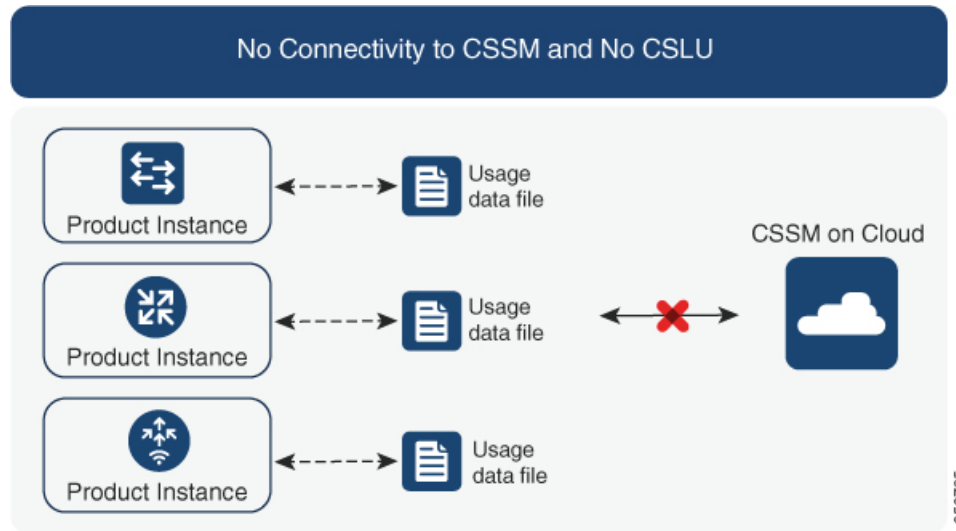 No Connectivity to CSSM and No CSLU
Product Instance
Usage
data file
CSSM on Cloud
Product Instance
Usage
data file
Product Instance
Usage
data file